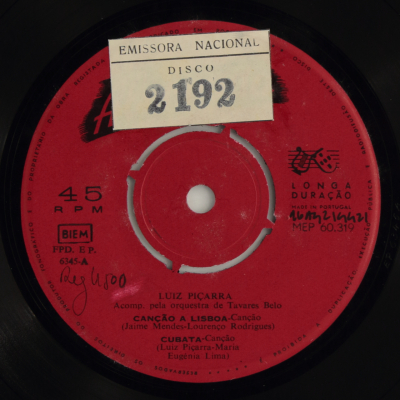 EMISSORA NACIONAL
DISCO
2192
45
RPM
BIEM
FPD. EP.
6345-A
LONGA
DURAÇÃO
MADE IN PORTUGAL
MEP 60.319
LUIZ PIÇARRA
Acomp. pela orquestra de Tavares Belo
CANÇÃO A LISBOA-Canção
(Jaime Mendes-Lourenço Rodrigues)
CUBATA-Canção
(Luiz Piçarra-Maria
Eugénia Lima)